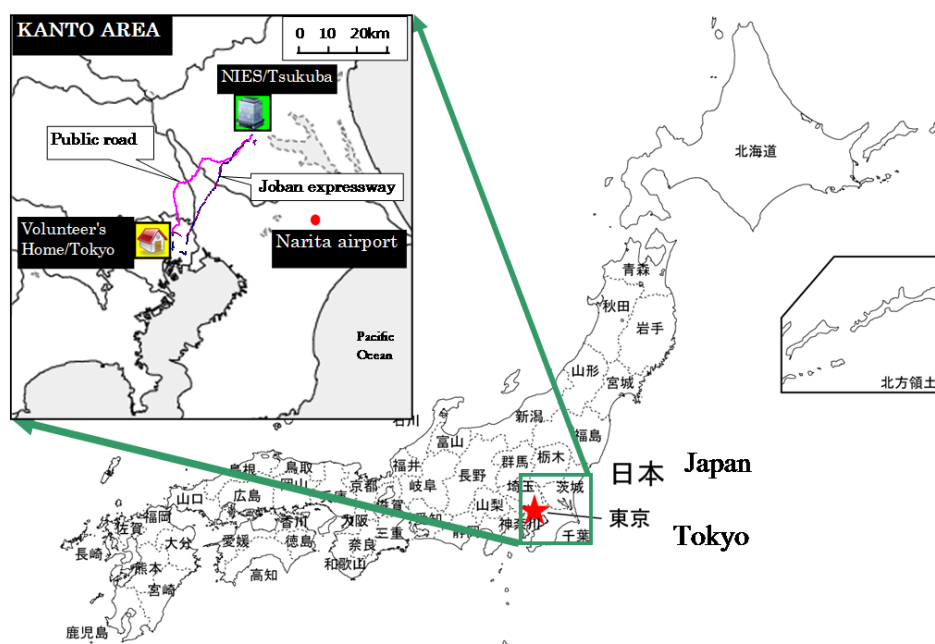 KANTO AREA
0 10 20km
NIES/Tsukuba
Public road
Joban expressway
Volunteer's
Home/Tokyo
Narita airport
Pacific
Ocean
北海道
青森
秋田
岩手
山形
宮城
北方領土
新潟
福島
石川
富山
群馬
栃木
日本
Japan
福井
岐阜
長野
埼玉
茨城
山梨
東京
Tokyo
神奈川
千葉
島根
鳥取
岡山
京都
兵庫
滋賀
愛知
静岡
山口
広島
香川
大阪
三重
福岡
佐賀
大分
愛媛
徳島
奈良
長崎
和歌山
熊本
高知
宮崎
鹿児島